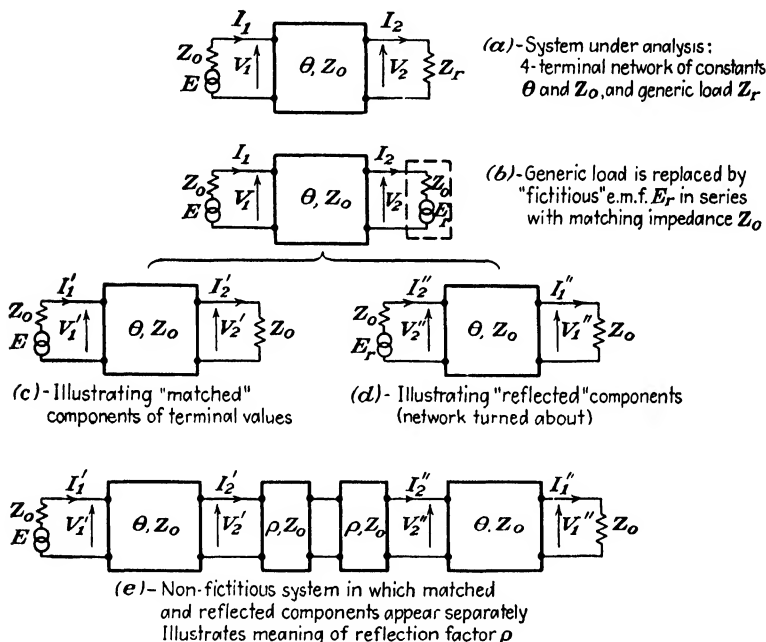 I₁ I₂
Z₀ E V₁ θ, Z₀ V₂ Zᵣ
(a)- System under analysis:
4-terminal network of constants
θ and Z₀, and generic load Zᵣ
I₁ I₂
Z₀ E V₁ θ, Z₀ V₂ Z₀ Eᵣ
(b)- Generic load is replaced by
"fictitious" e.m.f. Eᵣ in series
with matching impedance Z₀
I₁' I₂'
Z₀ E V₁' θ, Z₀ V₂' Z₀
(c)- Illustrating "matched"
components of terminal values
I₂'' I₁''
Z₀ Eᵣ V₂'' θ, Z₀ V₁'' Z₀
(d)- Illustrating "reflected" components
(network turned about)
I₁' I₂' I₂'' I₁''
Z₀ E V₁' θ, Z₀ V₂' ρ, Z₀ ρ, Z₀ V₂'' θ. Z₀ V₁'' Z₀
(e)- Non-fictitious system in which matched
and reflected components appear separately
Illustrates meaning of reflection factor ρ